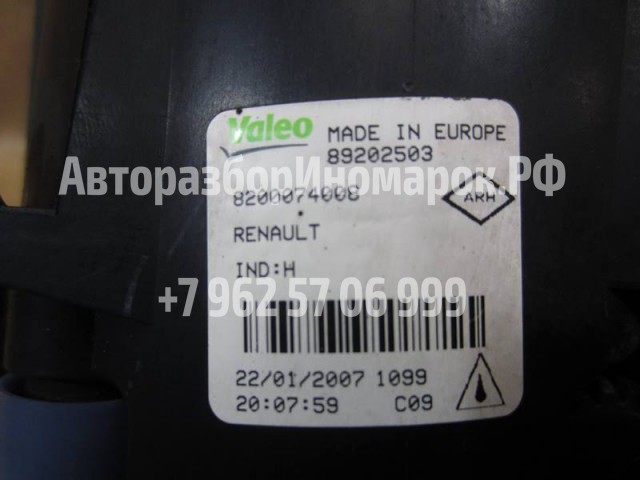 Valeo MADE IN EUROPE
89202503
АвторазборИномарок.РФ
8200074008
ARH
RENAULT
IND:H
+7 962 57 06 999
22/01/2007 1099
20:07:59 C09